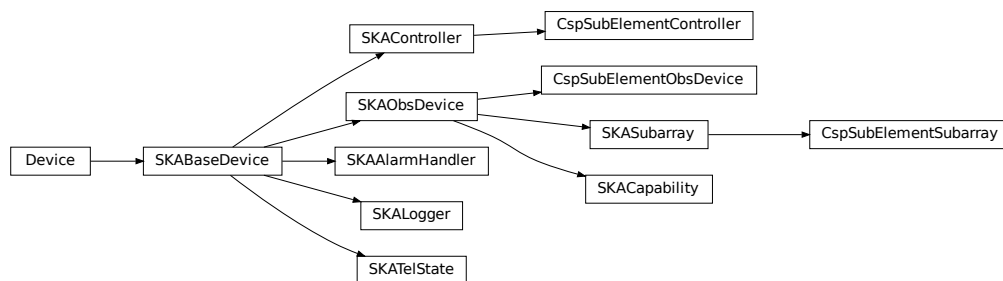 Device
SKABaseDevice
SKAController
SKAObsDevice
SKAAlarmHandler
SKALogger
SKATelState
CspSubElementController
CspSubElementObsDevice
SKASubarray
SKACapability
CspSubElementSubarray